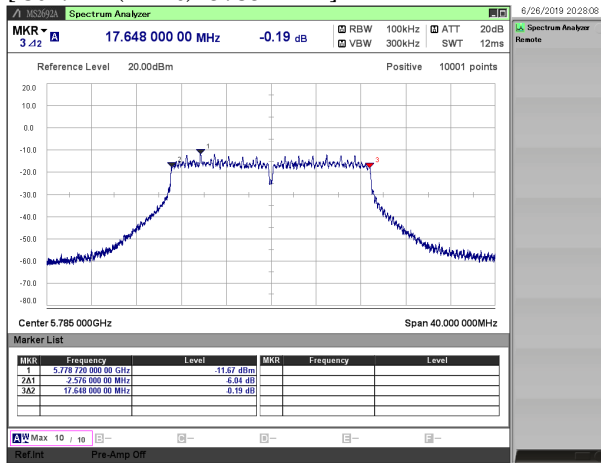 MS2692A Spectrum Analyzer
6/26/2019 20:28:08
MKR 3 Δ2 A 17.648 000 00 MHz -0.19 dB
M RBW 100kHz M ATT 20dB
M VBW 300kHz SWT 12ms
Spectrum Analyzer
Remote
Reference Level 20.00dBm Positive 10001 points
20.0
10.0
0.0
-10.0
-20.0
-30.0
-40.0
-50.0
-60.0
-70.0
-80.0
1
2
3
Center 5.785 000GHz Span 40.000 000MHz
Marker List
MKR Frequency Level MKR Frequency Level
1 5.778 720 000 00 GHz -11.67 dBm
2Δ1 -2.576 000 00 MHz -6.04 dB
3Δ2 17.648 000 00 MHz -0.19 dB
A W Max 10 / 10 B- C- D- E- F-
Ref.Int Pre-Amp Off